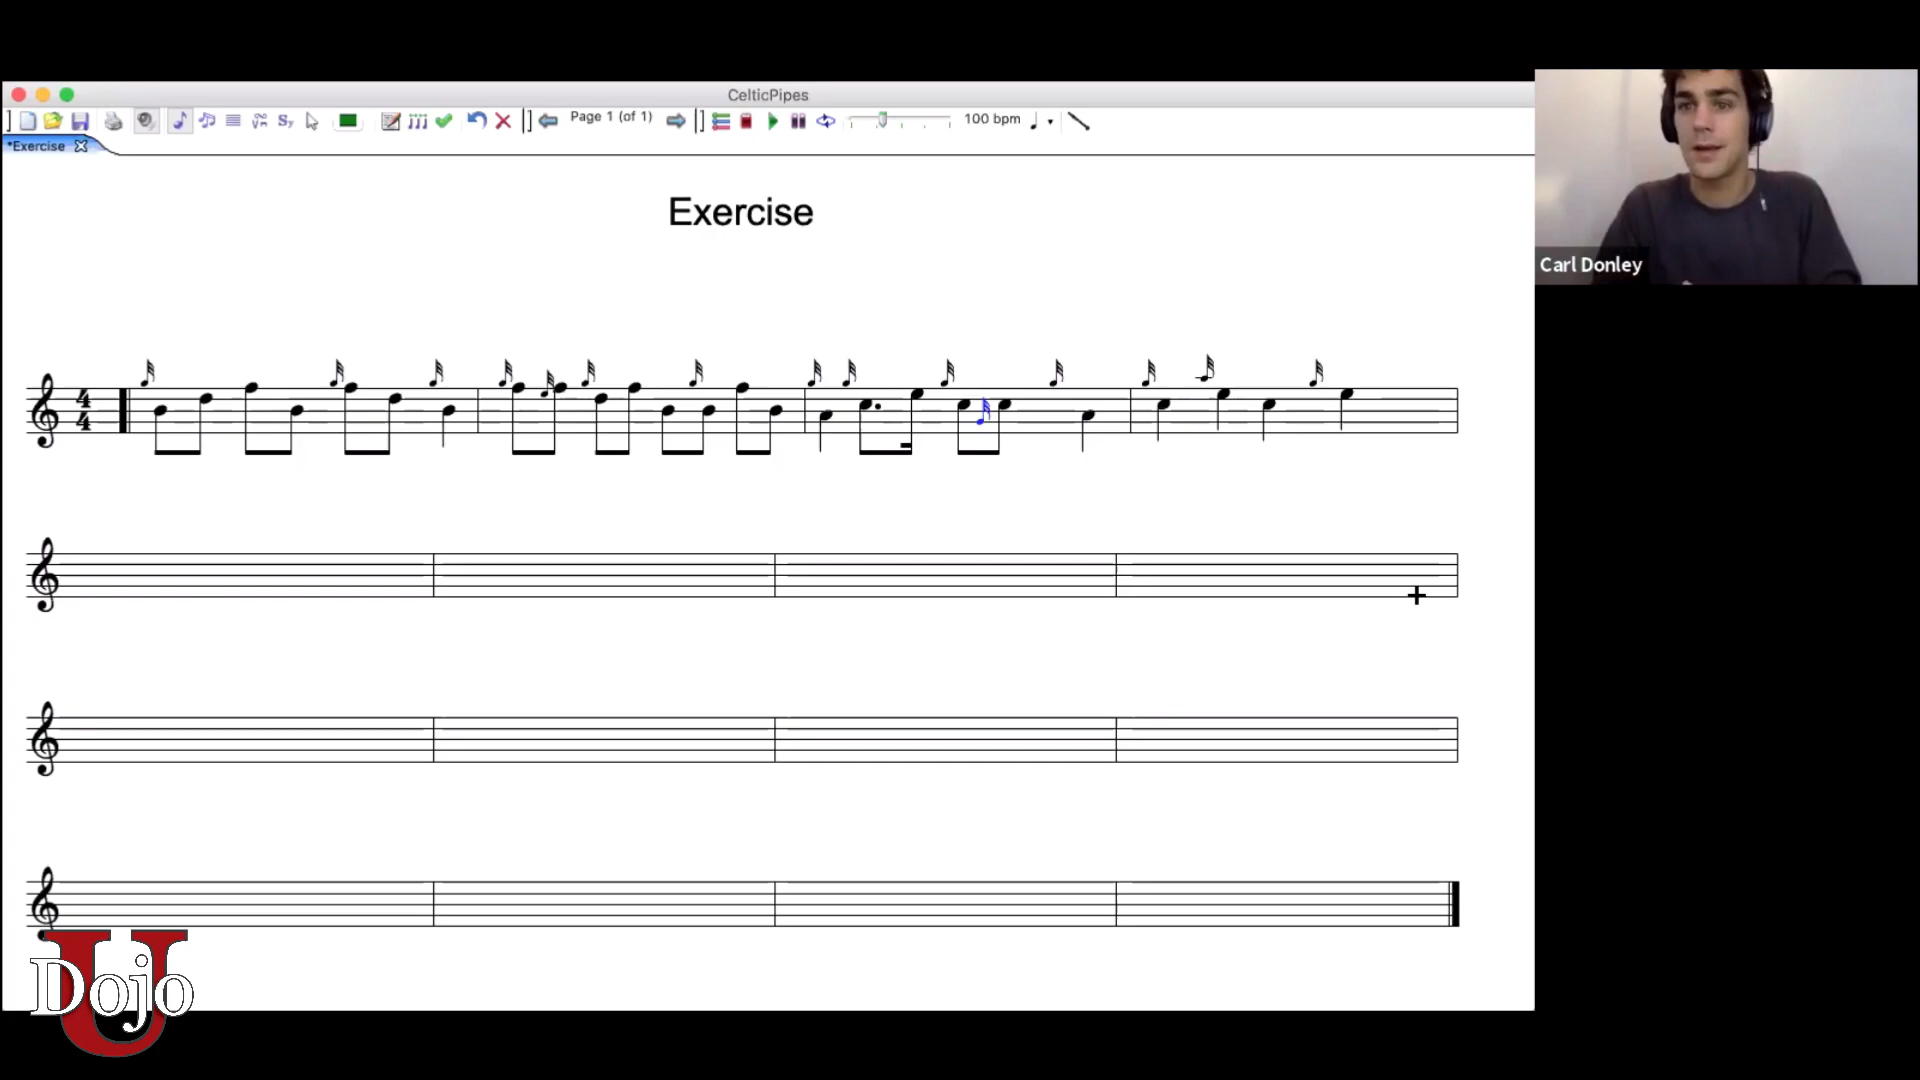 CelticPipes
Page 1 (of 1)
100 bpm
*Exercise
Exercise
Carl Donley
4
4
U
Dojo